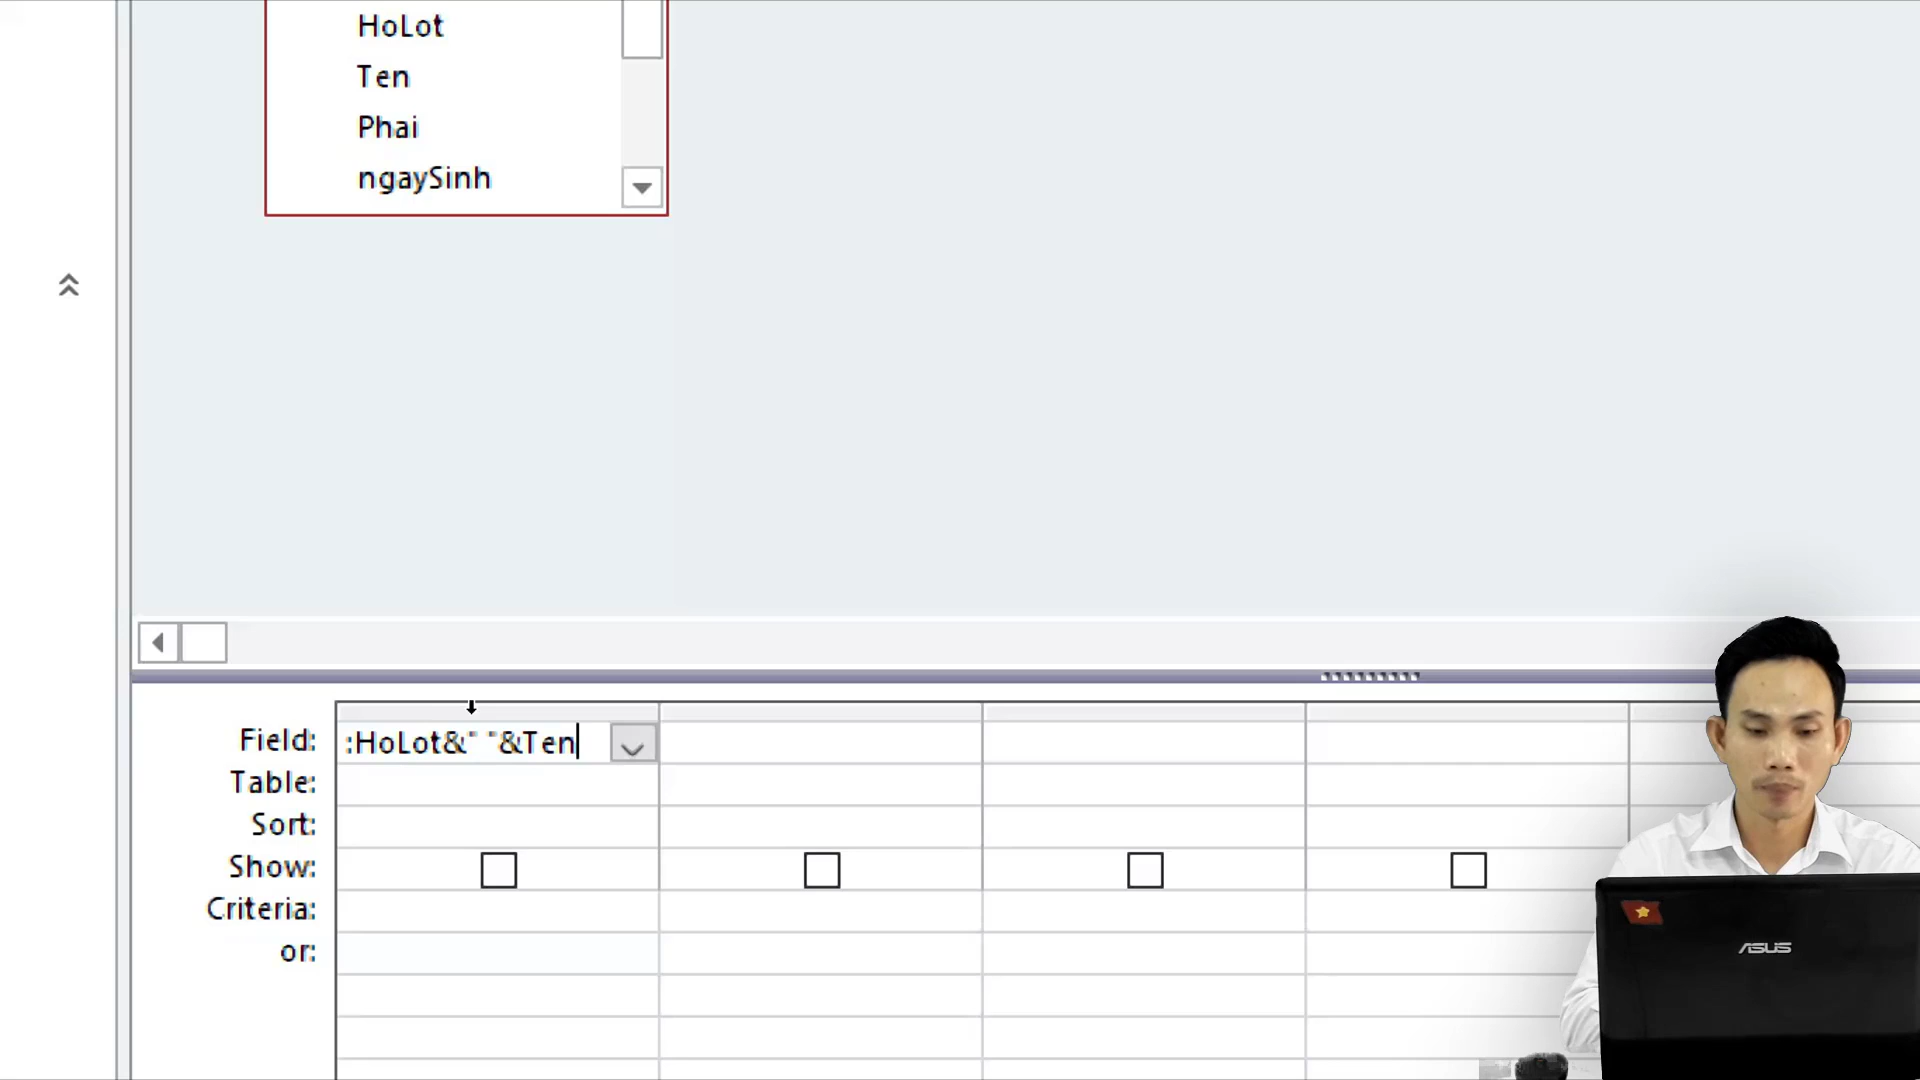 HoLot
Ten
Phai
ngaySinh
Field: :HoLot&" "&Ten
Table:
Sort:
Show:
Criteria:
or:
ASUS